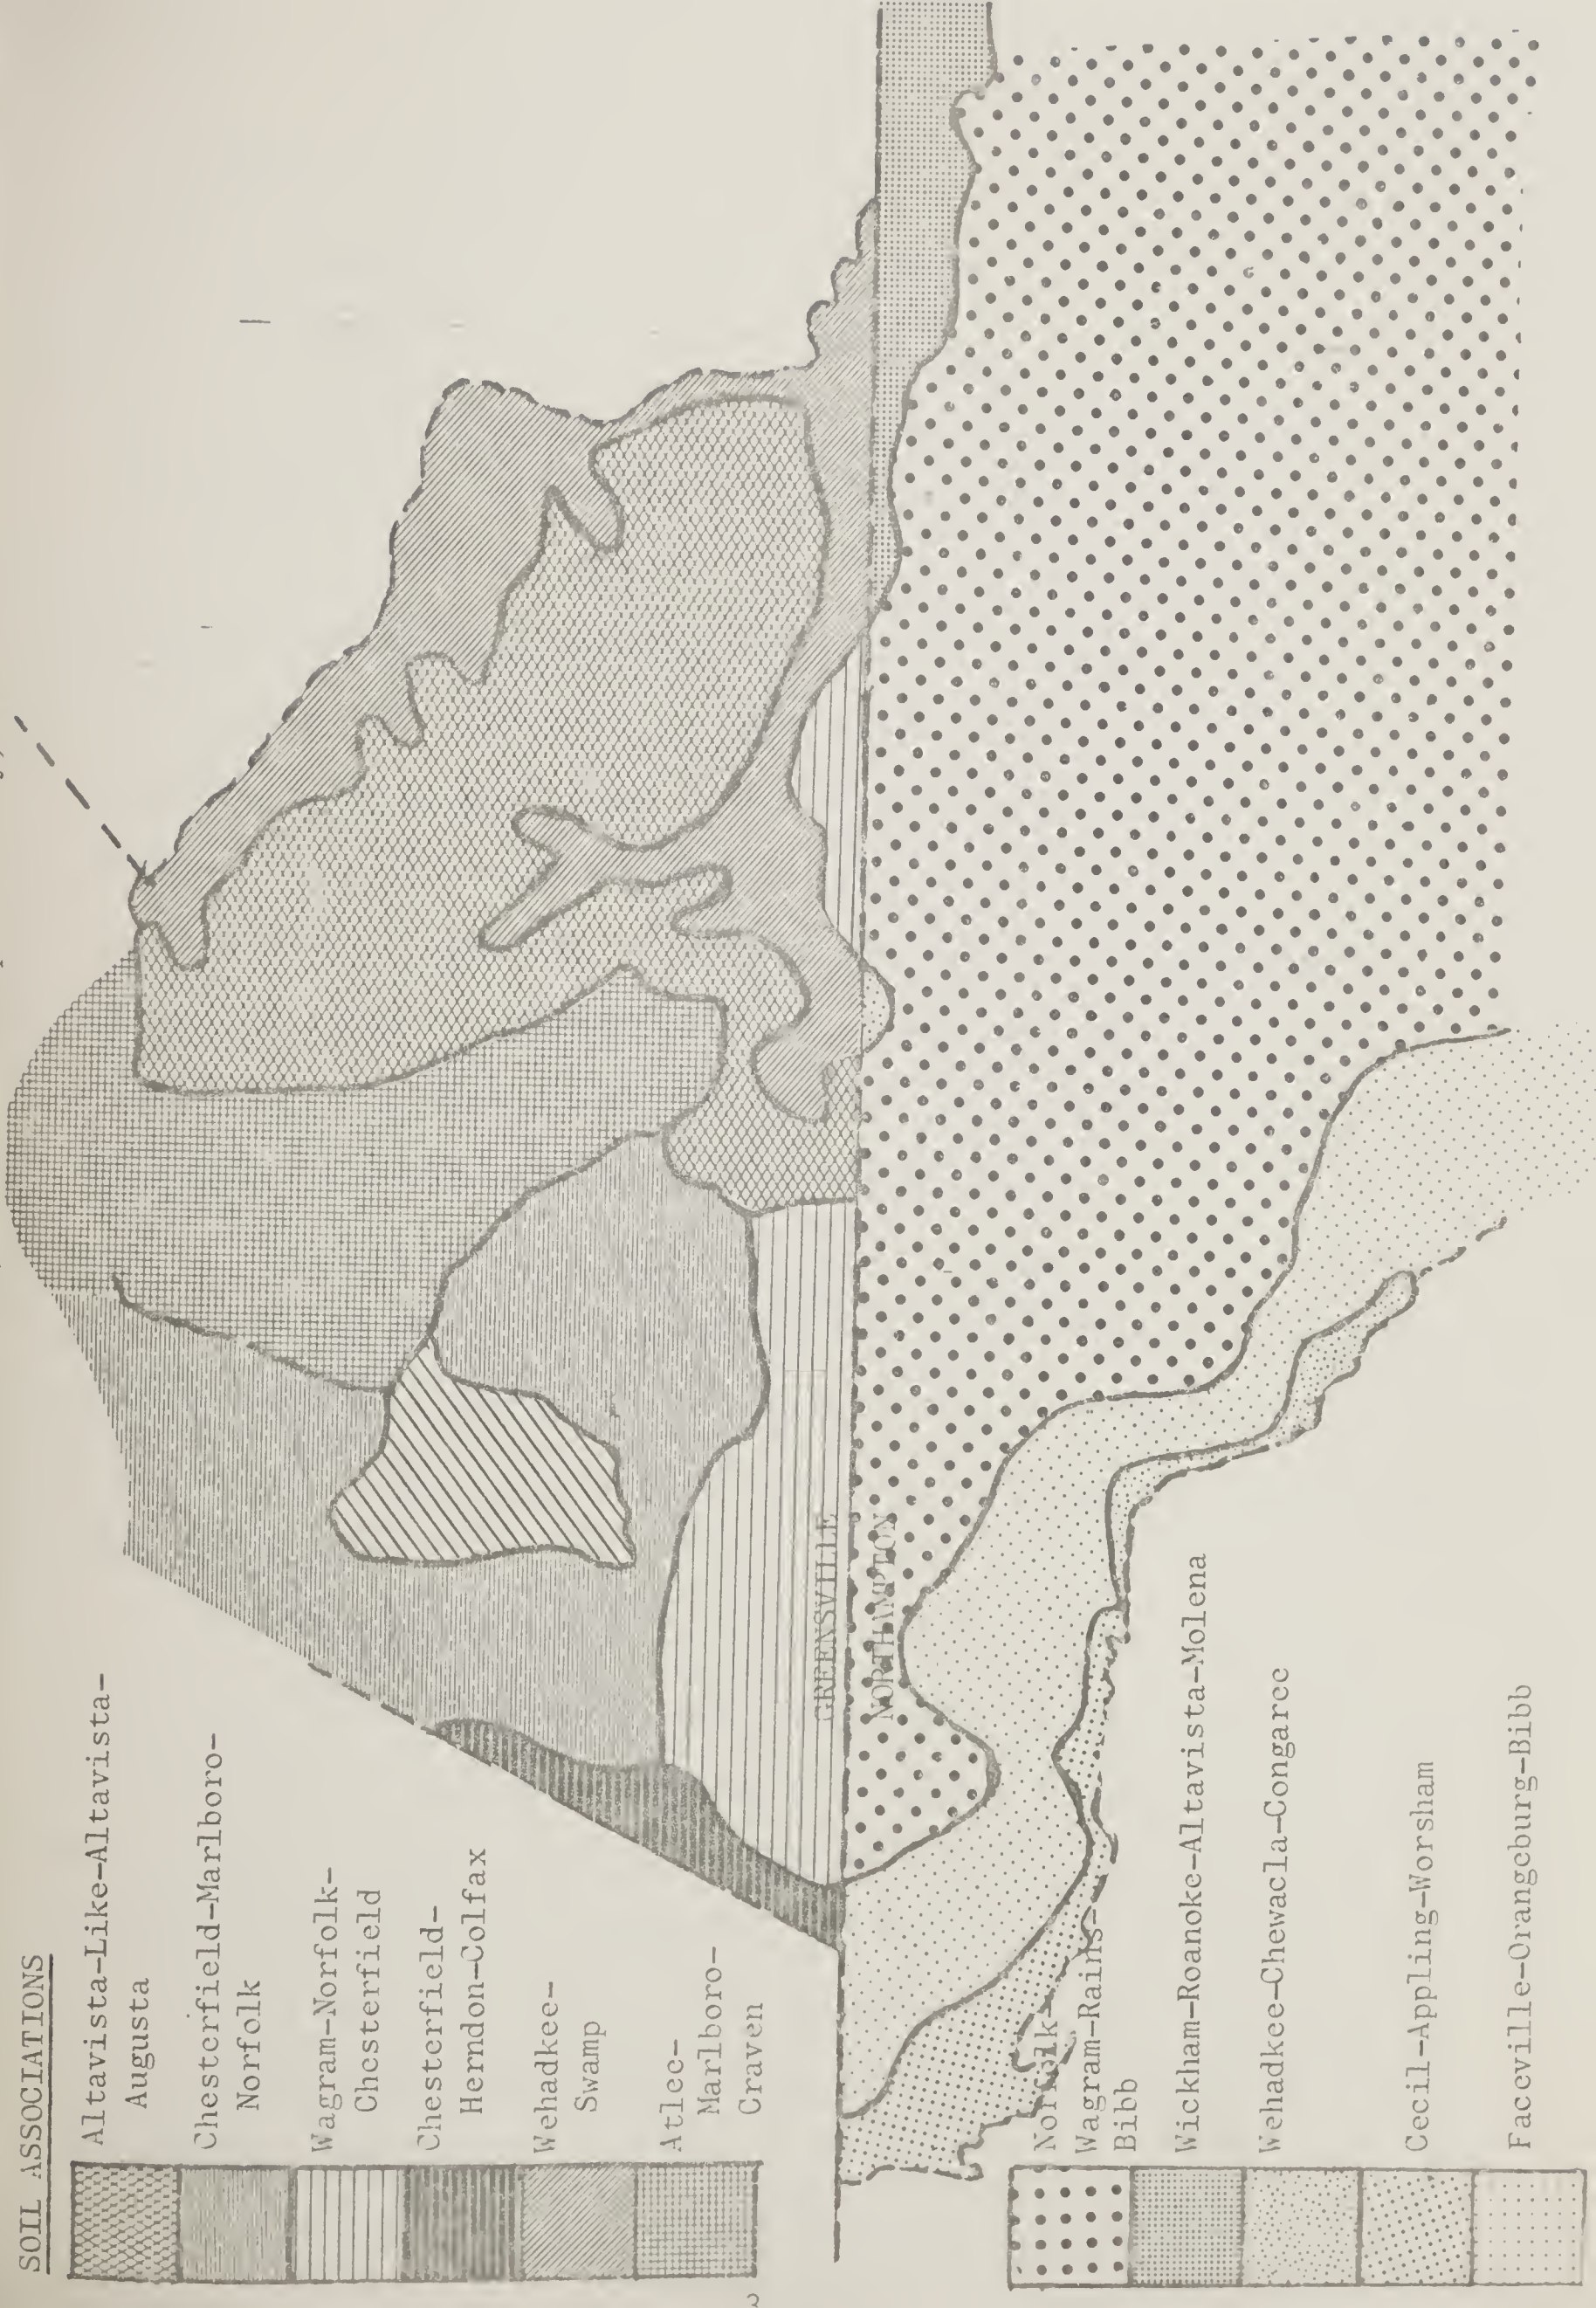 SOIL ASSOCIATIONS
Altavista-Like-Altavista-
Augusta
Chesterfield-Marlboro-
Norfolk
Wagram-Norfolk-
Chesterfield
Chesterfield-
Herndon-Colfax
Wehadkee-
Swamp
Atlee-
Marlboro-
Craven
GREENSVILLE
NORTHAMPTON
Norfolk-
Wagram-Rains-
Bibb
Wickham-Roanoke-Altavista-Molena
Wehadkee-Chewacla-Congaree
Cecil-Appling-Worsham
Faceville-Orangeburg-Bibb